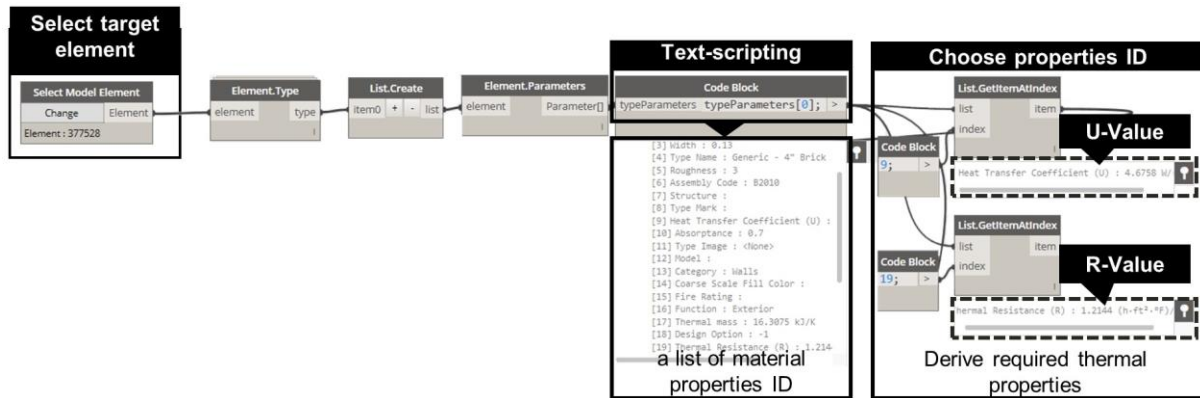 Select target
element
Select Model Element
Change Element
Element : 377528
Element.Type
element type
List.Create
item0 + - list
Element.Parameters
element Parameter[]
Text-scripting
Code Block
typeParameters typeParameters[0]; >
[3] Width : 0.13
[4] Type Name : Generic - 4" Brick
[5] Roughness : 3
[6] Assembly Code : B2010
[7] Structure :
[8] Type Mark :
[9] Heat Transfer Coefficient (U) :
[10] Absorptance : 0.7
[11] Type Image : <None>
[12] Model :
[13] Category : Walls
[14] Coarse Scale Fill Color :
[15] Fire Rating :
[16] Function : Exterior
[17] Thermal mass : 16.3075 kJ/K
[18] Design Option : -1
[19] Thermal Resistance (R) : 1.214
a list of material
properties ID
Choose properties ID
List.GetItemAtIndex
list item
index
Code Block
9; >
U-Value
Heat Transfer Coefficient (U) : 4.6758 W/
List.GetItemAtIndex
list item
index
Code Block
19; >
R-Value
hermal Resistance (R) : 1.2144 (h·ft²·°F)/
Derive required thermal
properties